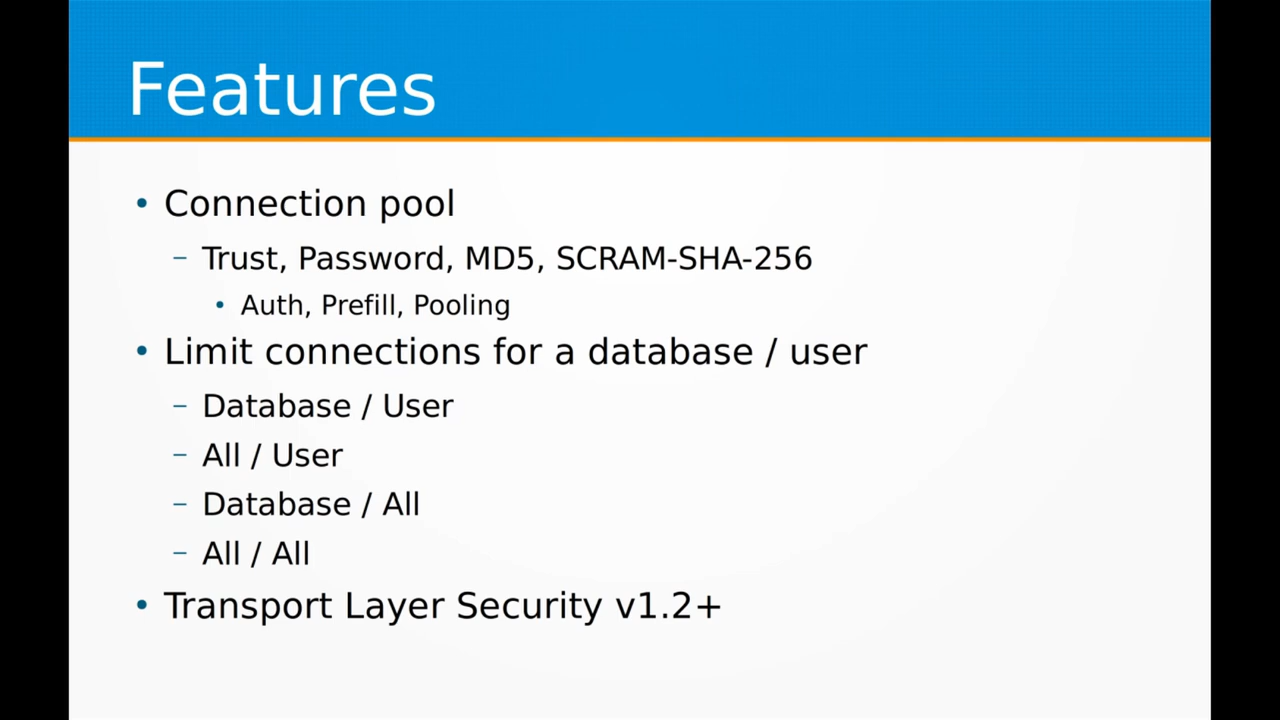 Features
• Connection pool
– Trust, Password, MD5, SCRAM-SHA-256
• Auth, Prefill, Pooling
• Limit connections for a database / user
– Database / User
– All / User
– Database / All
– All / All
• Transport Layer Security v1.2+